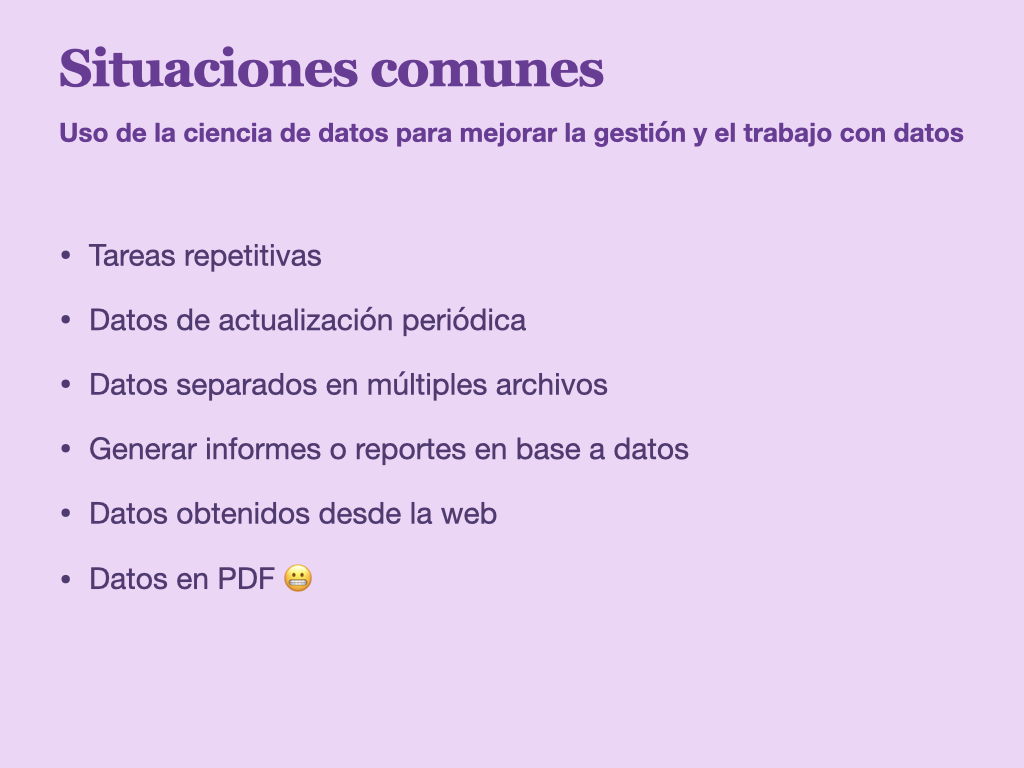 Situaciones comunes
Uso de la ciencia de datos para mejorar la gestión y el trabajo con datos
• Tareas repetitivas
• Datos de actualización periódica
• Datos separados en múltiples archivos
• Generar informes o reportes en base a datos
• Datos obtenidos desde la web
• Datos en PDF 😬